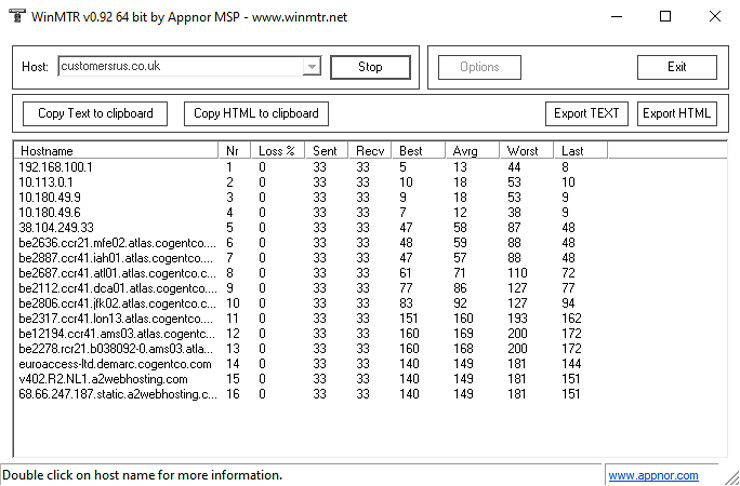 WinMTR v0.92 64 bit by Appnor MSP - www.winmtr.net
Host: customersrus.co.uk Stop Options Exit
Copy Text to clipboard Copy HTML to clipboard Export TEXT Export HTML
Hostname Nr Loss % Sent Recv Best Avrg Worst Last
192.168.100.1 1 0 33 33 5 13 44 8
10.113.0.1 2 0 33 33 10 18 53 10
10.180.49.9 3 0 33 33 9 18 53 9
10.180.49.6 4 0 33 33 7 12 38 9
38.104.249.33 5 0 33 33 47 58 87 48
be2636.ccr21.mfe02.atlas.cogentco.... 6 0 33 33 48 59 88 48
be2887.ccr41.iah01.atlas.cogentco.... 7 0 33 33 47 57 88 48
be2687.ccr41.atl01.atlas.cogentco.c... 8 0 33 33 61 71 110 72
be2112.ccr41.dca01.atlas.cogentco.... 9 0 33 33 77 86 127 77
be2806.ccr41.jfk02.atlas.cogentco.c... 10 0 33 33 83 92 127 94
be2317.ccr41.lon13.atlas.cogentco.... 11 0 33 33 151 160 193 162
be12194.ccr41.ams03.atlas.cogentc... 12 0 33 33 160 169 200 172
be2278.rcr21.b038092-0.ams03.atla... 13 0 33 33 160 168 200 172
euroaccess-ltd.demarc.cogentco.com 14 0 33 33 140 149 181 144
v402.R2.NL1.a2webhosting.com 15 0 33 33 140 149 181 151
68.66.247.187.static.a2webhosting.c... 16 0 33 33 140 149 181 151
Double click on host name for more information. www.appnor.com